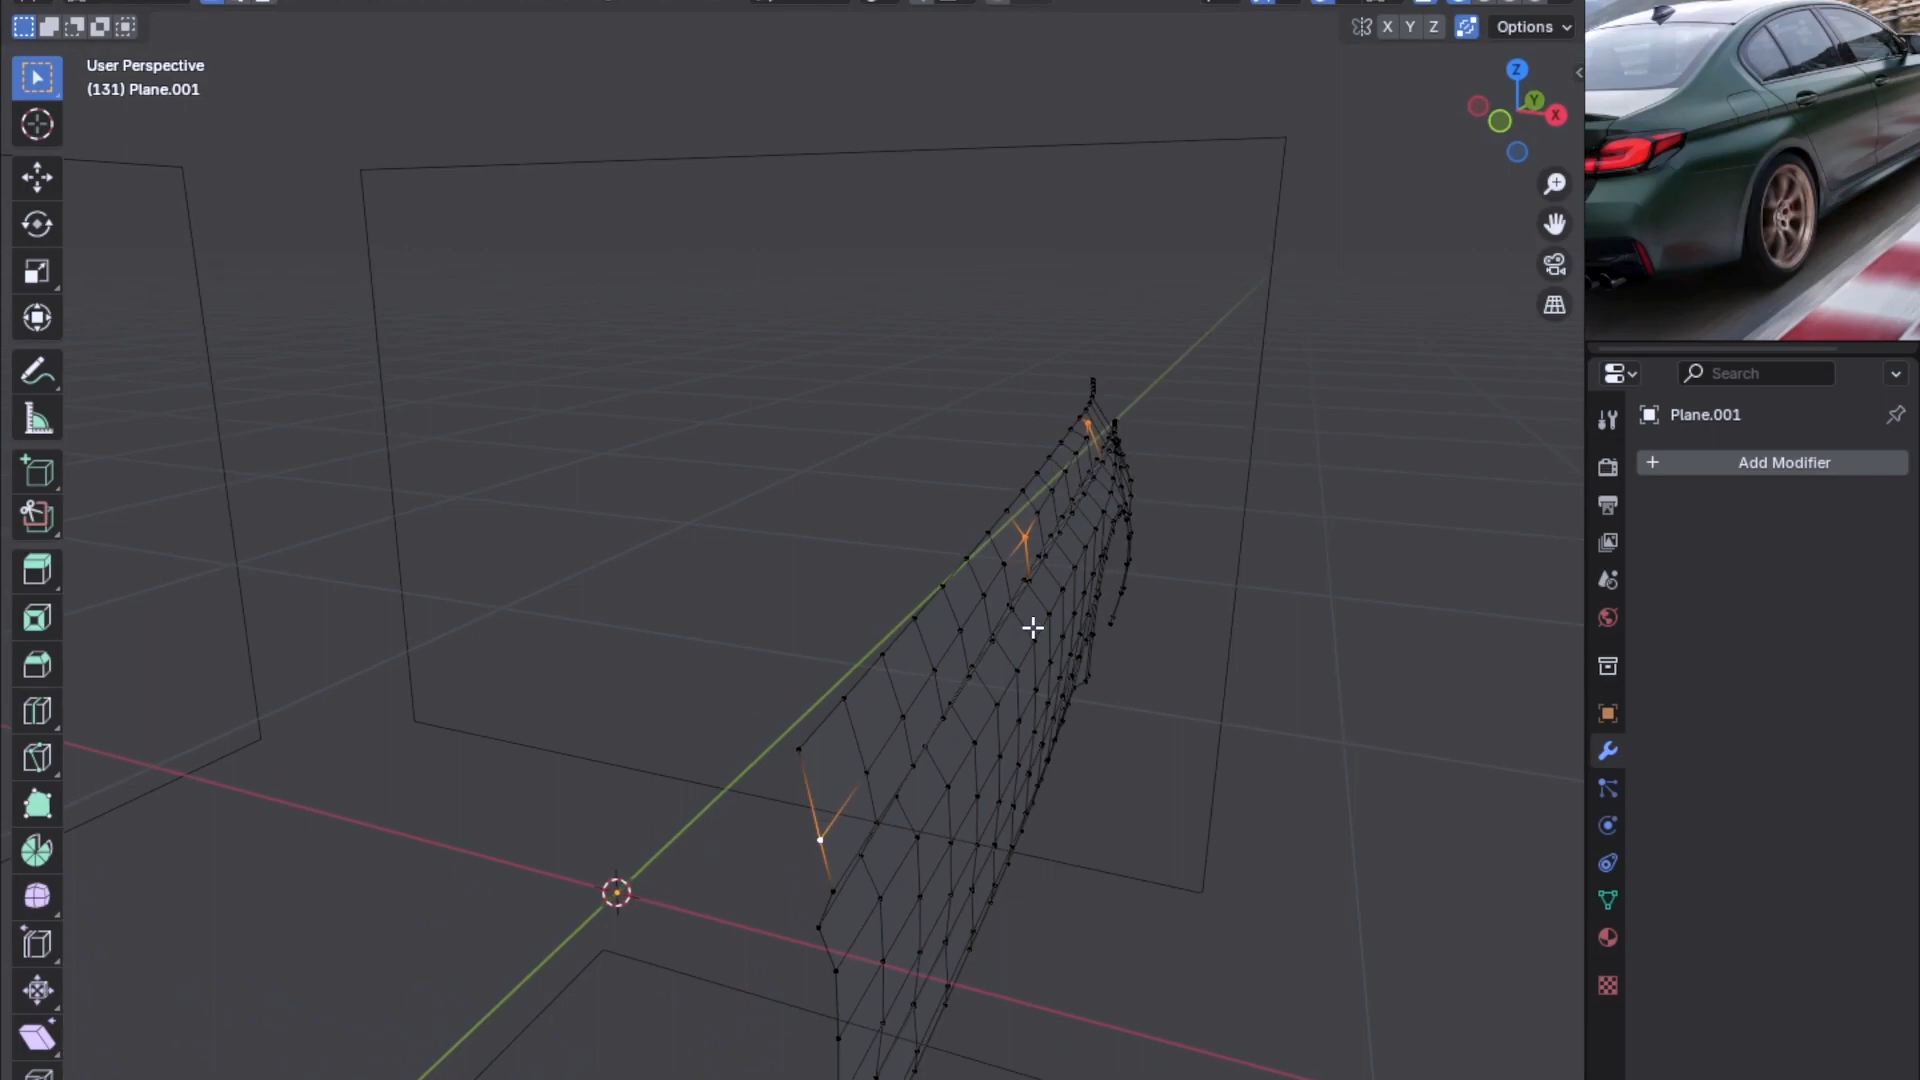 X Y Z
Options
User Perspective
(131) Plane.001
Z
Y
X
Search
Plane.001
Add Modifier